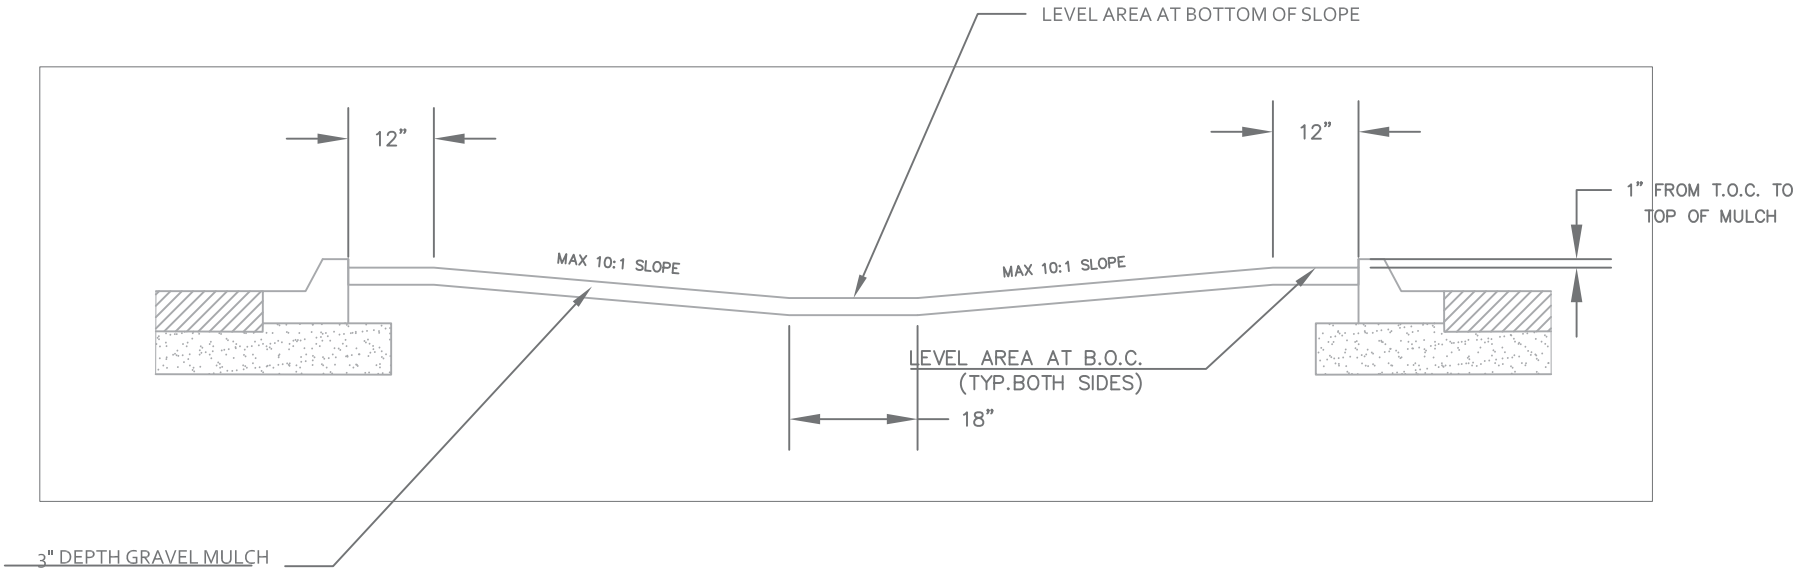 LEVEL AREA AT BOTTOM OF SLOPE
12”
12”
1” FROM T.O.C. TO
TOP OF MULCH
MAX 10:1 SLOPE
MAX 10:1 SLOPE
LEVEL AREA AT B.O.C.
(TYP.BOTH SIDES)
18”
3" DEPTH GRAVEL MULCH